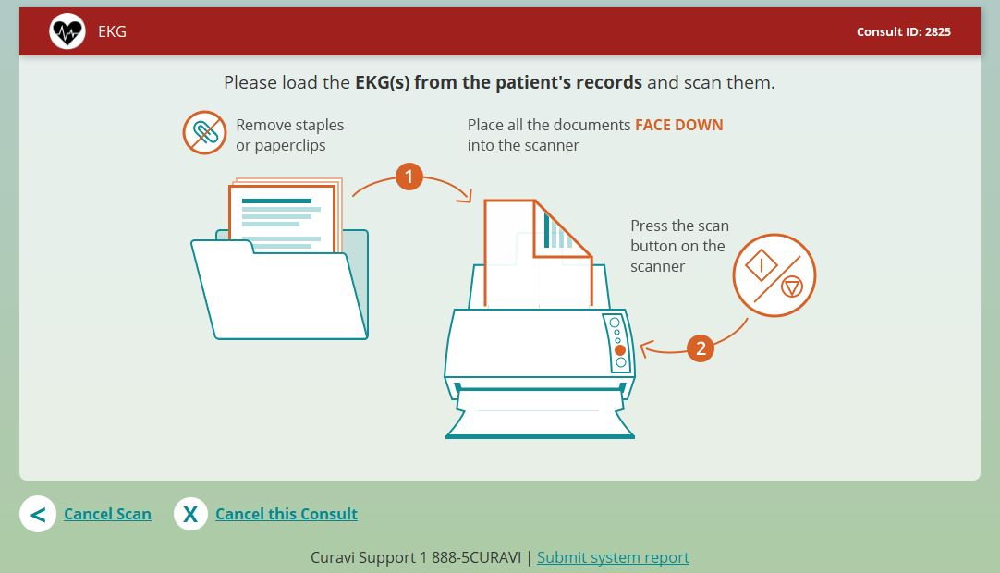 EKG
Consult ID: 2825
Please load the EKG(s) from the patient's records and scan them.
Remove staples
or paperclips
Place all the documents FACE DOWN
into the scanner
1
Press the scan
button on the
scanner
2
< Cancel Scan
X Cancel this Consult
Curavi Support 1 888-5CURAVI | Submit system report